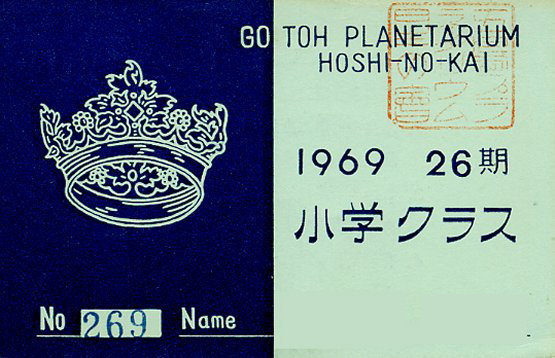 GO TOH PLANETARIUM
HOSHI-NO-KAI
1969 26期
小学クラス
No 269 Name